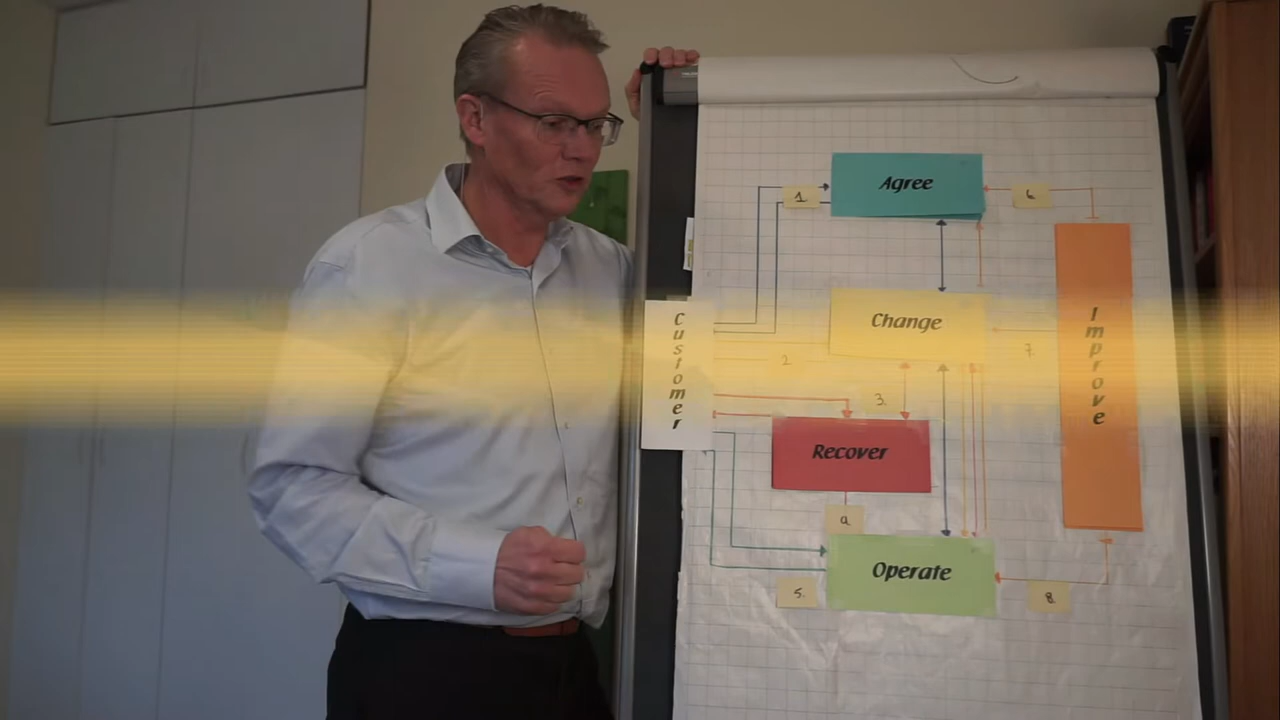 Agree
1.
6
Customer
Change
2.
7.
Improve
3.
Recover
a
Operate
5.
8.